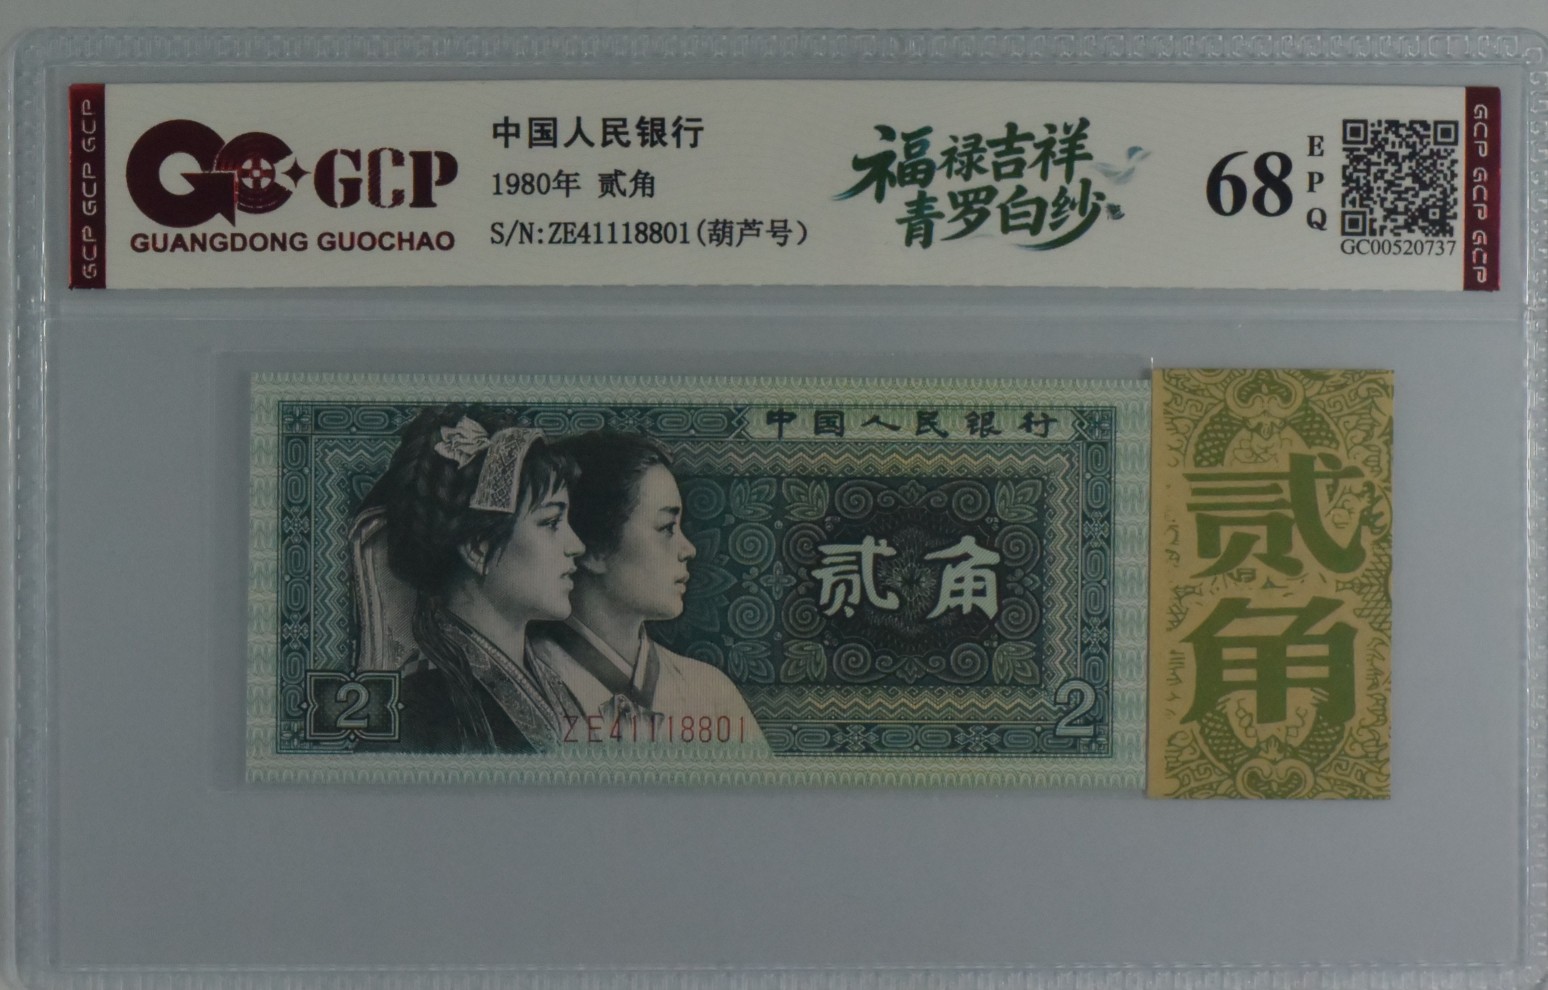 GCP GCP GCP
GCP
GUANGDONG GUOCHAO
中国人民银行
1980年 贰角
S/N:ZE41118801(葫芦号)
福禄吉祥
青罗白纱
68
EPQ
GC00520737
GCP GCP GCP
中国人民银行
贰角
2
2
ZE41118801
贰角